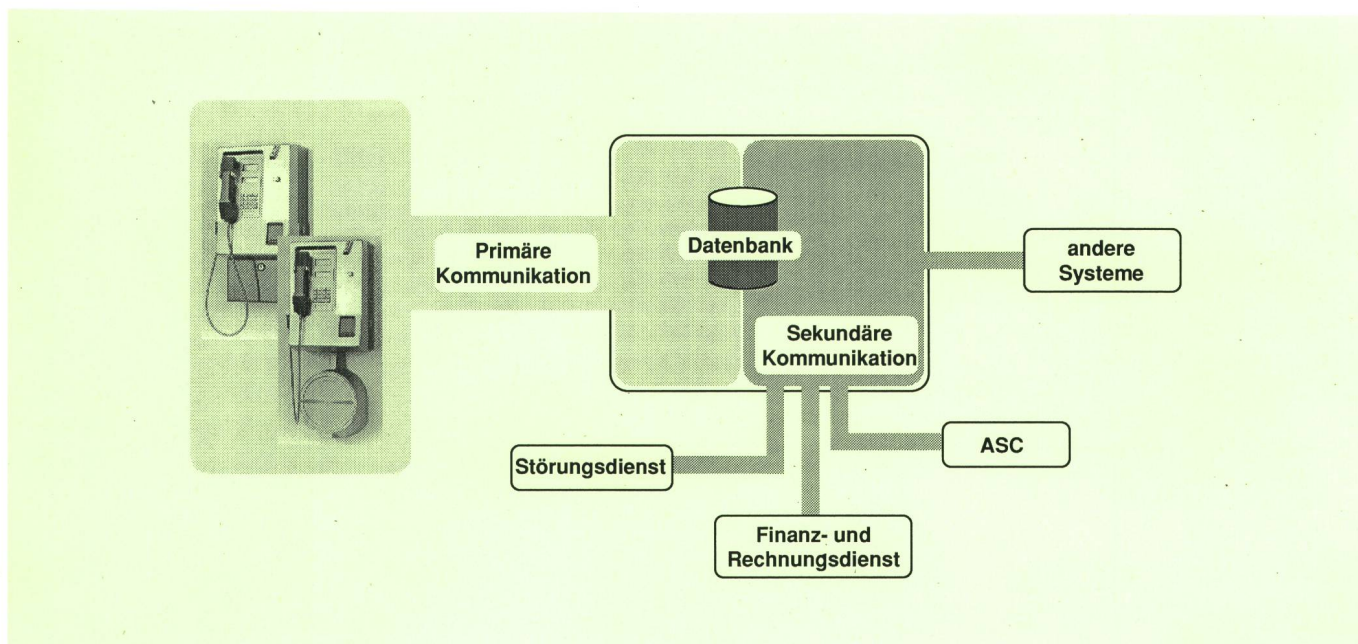 Primäre
Kommunikation
Datenbank
Sekundäre
Kommunikation
andere
Systeme
Störungsdienst
ASC
Finanz- und
Rechnungsdienst